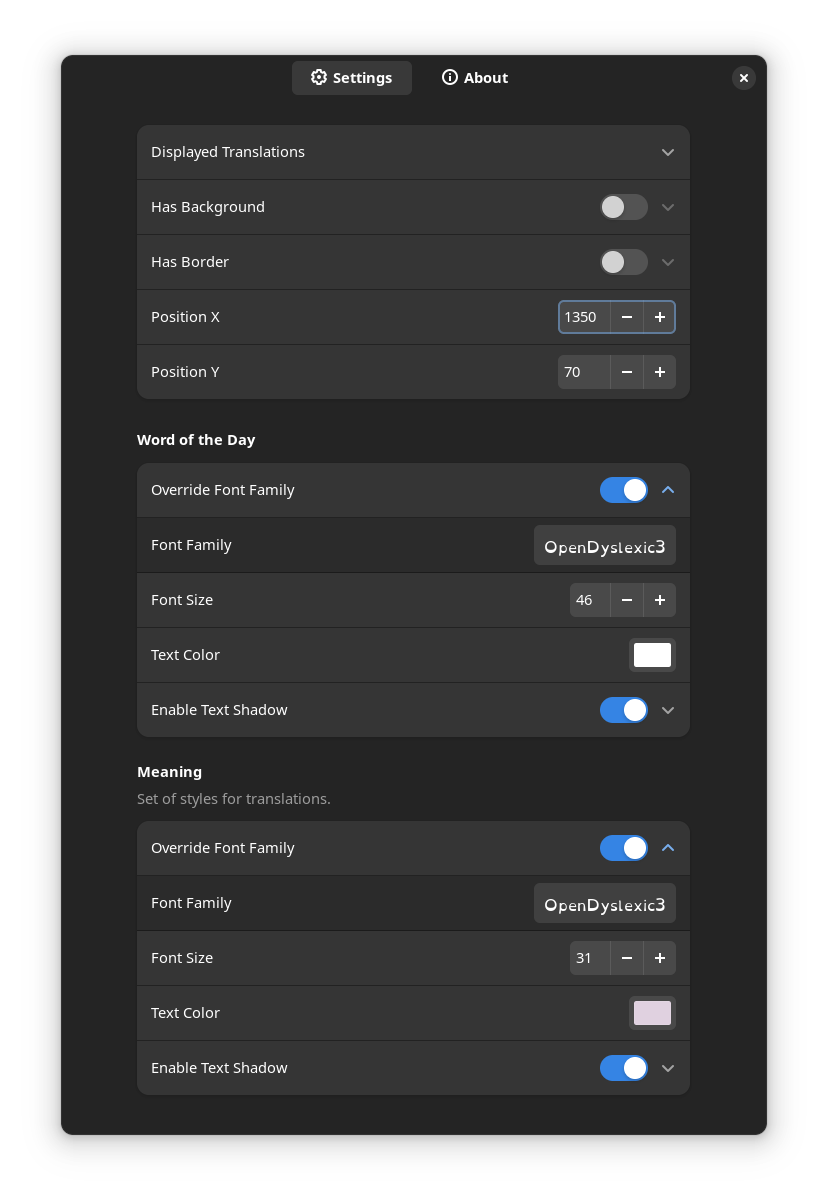 Settings
About
Displayed Translations
Has Background
Has Border
Position X
1350
Position Y
70
Word of the Day
Override Font Family
Font Family
OpenDyslexic3
Font Size
46
Text Color
Enable Text Shadow
Meaning
Set of styles for translations.
Override Font Family
Font Family
OpenDyslexic3
Font Size
31
Text Color
Enable Text Shadow